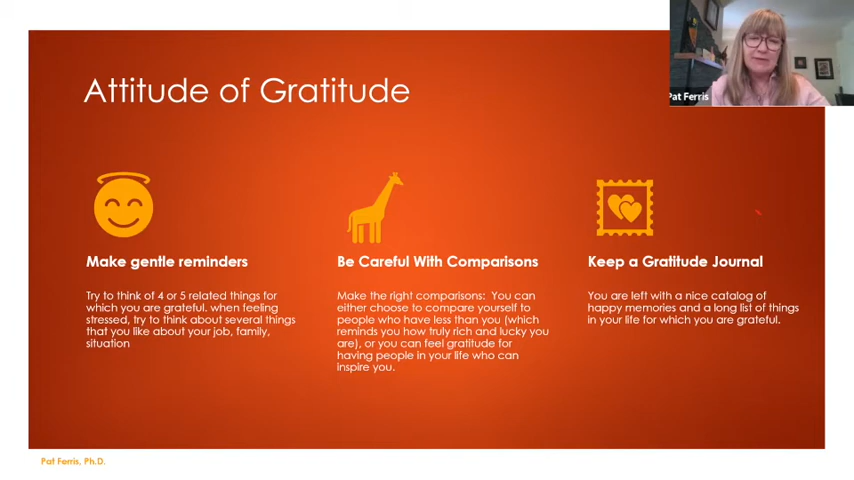 Attitude of Gratitude
Pat Ferris
Make gentle reminders
Try to think of 4 or 5 related things for
which you are grateful. when feeling
stressed, try to think about several things
that you like about your job, family,
situation
Be Careful With Comparisons
Make the right comparisons: You can
either choose to compare yourself to
people who have less than you (which
reminds you how truly rich and lucky you
are), or you can feel gratitude for
having people in your life who can
inspire you.
Keep a Gratitude Journal
You are left with a nice catalog of
happy memories and a long list of things
in your life for which you are grateful.
Pat Ferris, Ph.D.